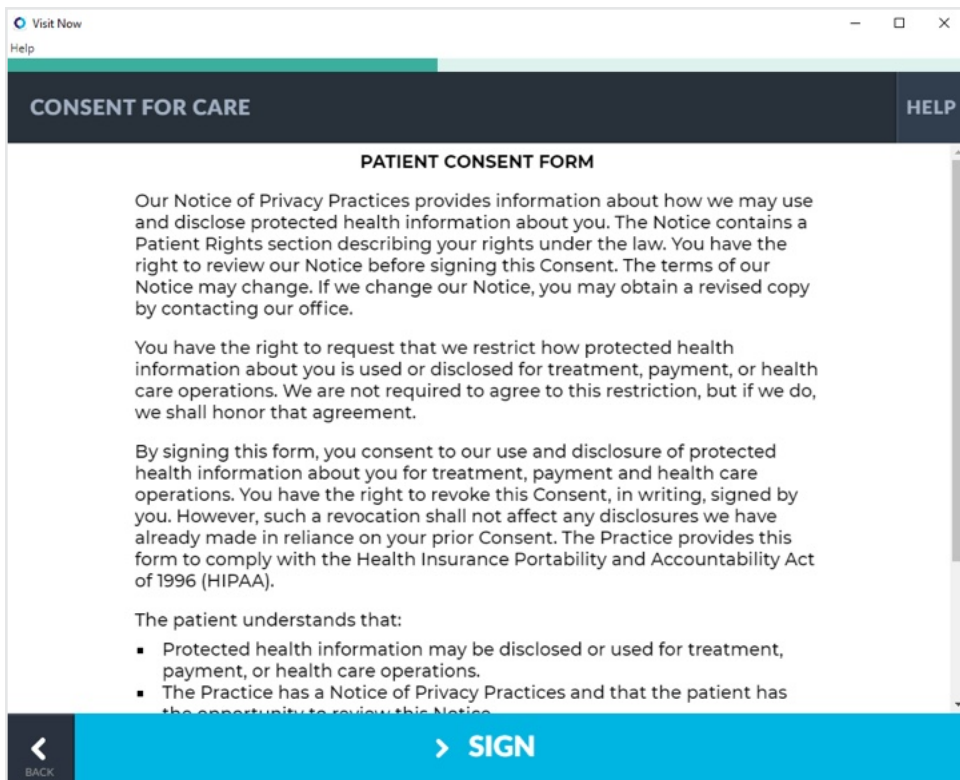 Visit Now
Help
CONSENT FOR CARE
HELP
PATIENT CONSENT FORM
Our Notice of Privacy Practices provides information about how we may use
and disclose protected health information about you. The Notice contains a
Patient Rights section describing your rights under the law. You have the
right to review our Notice before signing this Consent. The terms of our
Notice may change. If we change our Notice, you may obtain a revised copy
by contacting our office.
You have the right to request that we restrict how protected health
information about you is used or disclosed for treatment, payment, or health
care operations. We are not required to agree to this restriction, but if we do,
we shall honor that agreement.
By signing this form, you consent to our use and disclosure of protected
health information about you for treatment, payment and health care
operations. You have the right to revoke this Consent, in writing, signed by
you. However, such a revocation shall not affect any disclosures we have
already made in reliance on your prior Consent. The Practice provides this
form to comply with the Health Insurance Portability and Accountability Act
of 1996 (HIPAA).
The patient understands that:
▪ Protected health information may be disclosed or used for treatment,
payment, or health care operations.
▪ The Practice has a Notice of Privacy Practices and that the patient has
the opportunity to review this Notice
BACK
SIGN